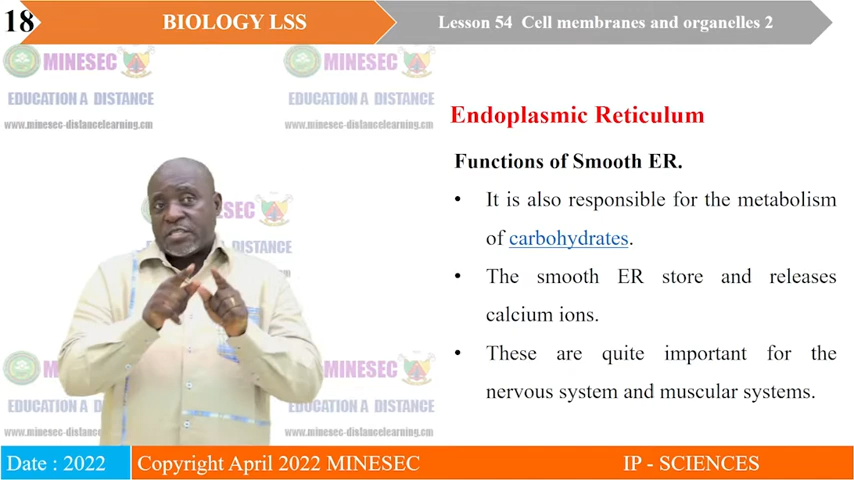 18
BIOLOGY LSS
Lesson 54 Cell membranes and organelles 2
MINESEC
MINESEC
EDUCATION A DISTANCE
EDUCATION A DISTANCE
www.minesec-distancelearning.cm
www.minesec-distancelearning.cm
Endoplasmic Reticulum
Functions of Smooth ER.
• It is also responsible for the metabolism
of carbohydrates.
• The smooth ER store and releases
calcium ions.
• These are quite important for the
nervous system and muscular systems.
SEC
DISTANCE
MINESEC
EDUCATION A D
EDUCATION A DISTANCE
www.minesec-distancelearning.cm
Date : 2022
Copyright April 2022 MINESEC
IP - SCIENCES